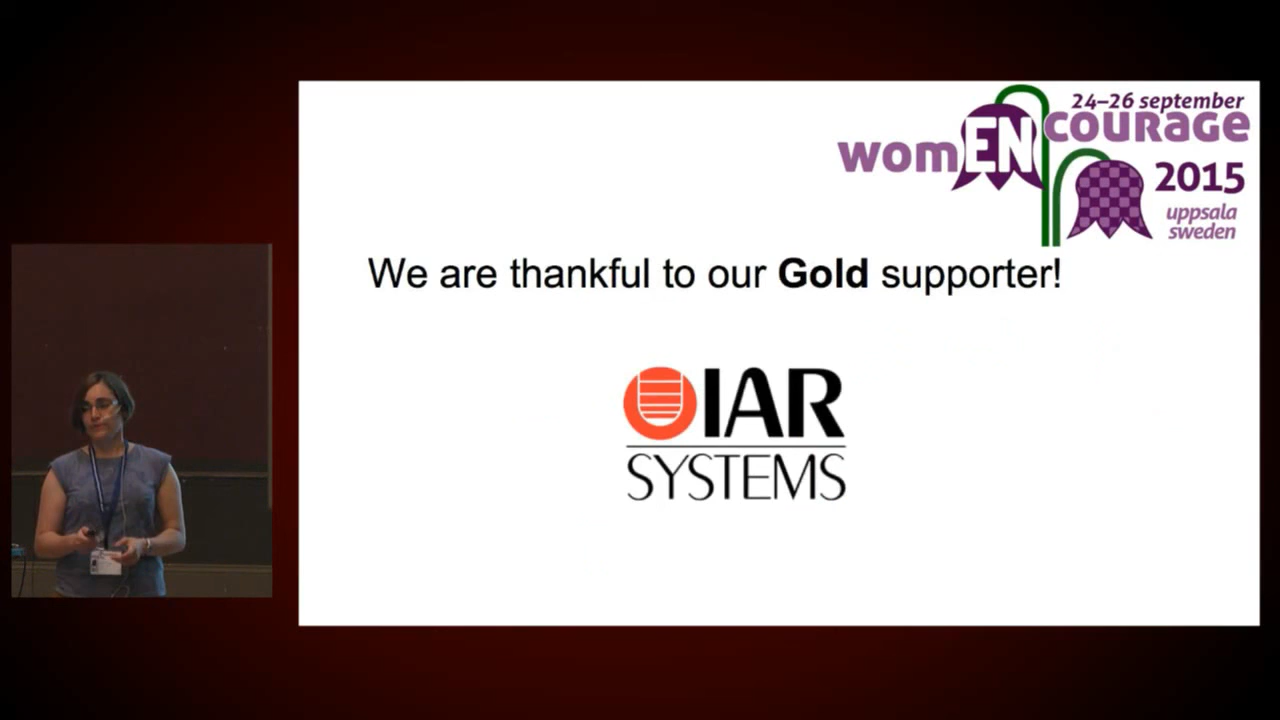 24–26 september
womENcourage
2015
uppsala
sweden
We are thankful to our Gold supporter!
IAR
SYSTEMS